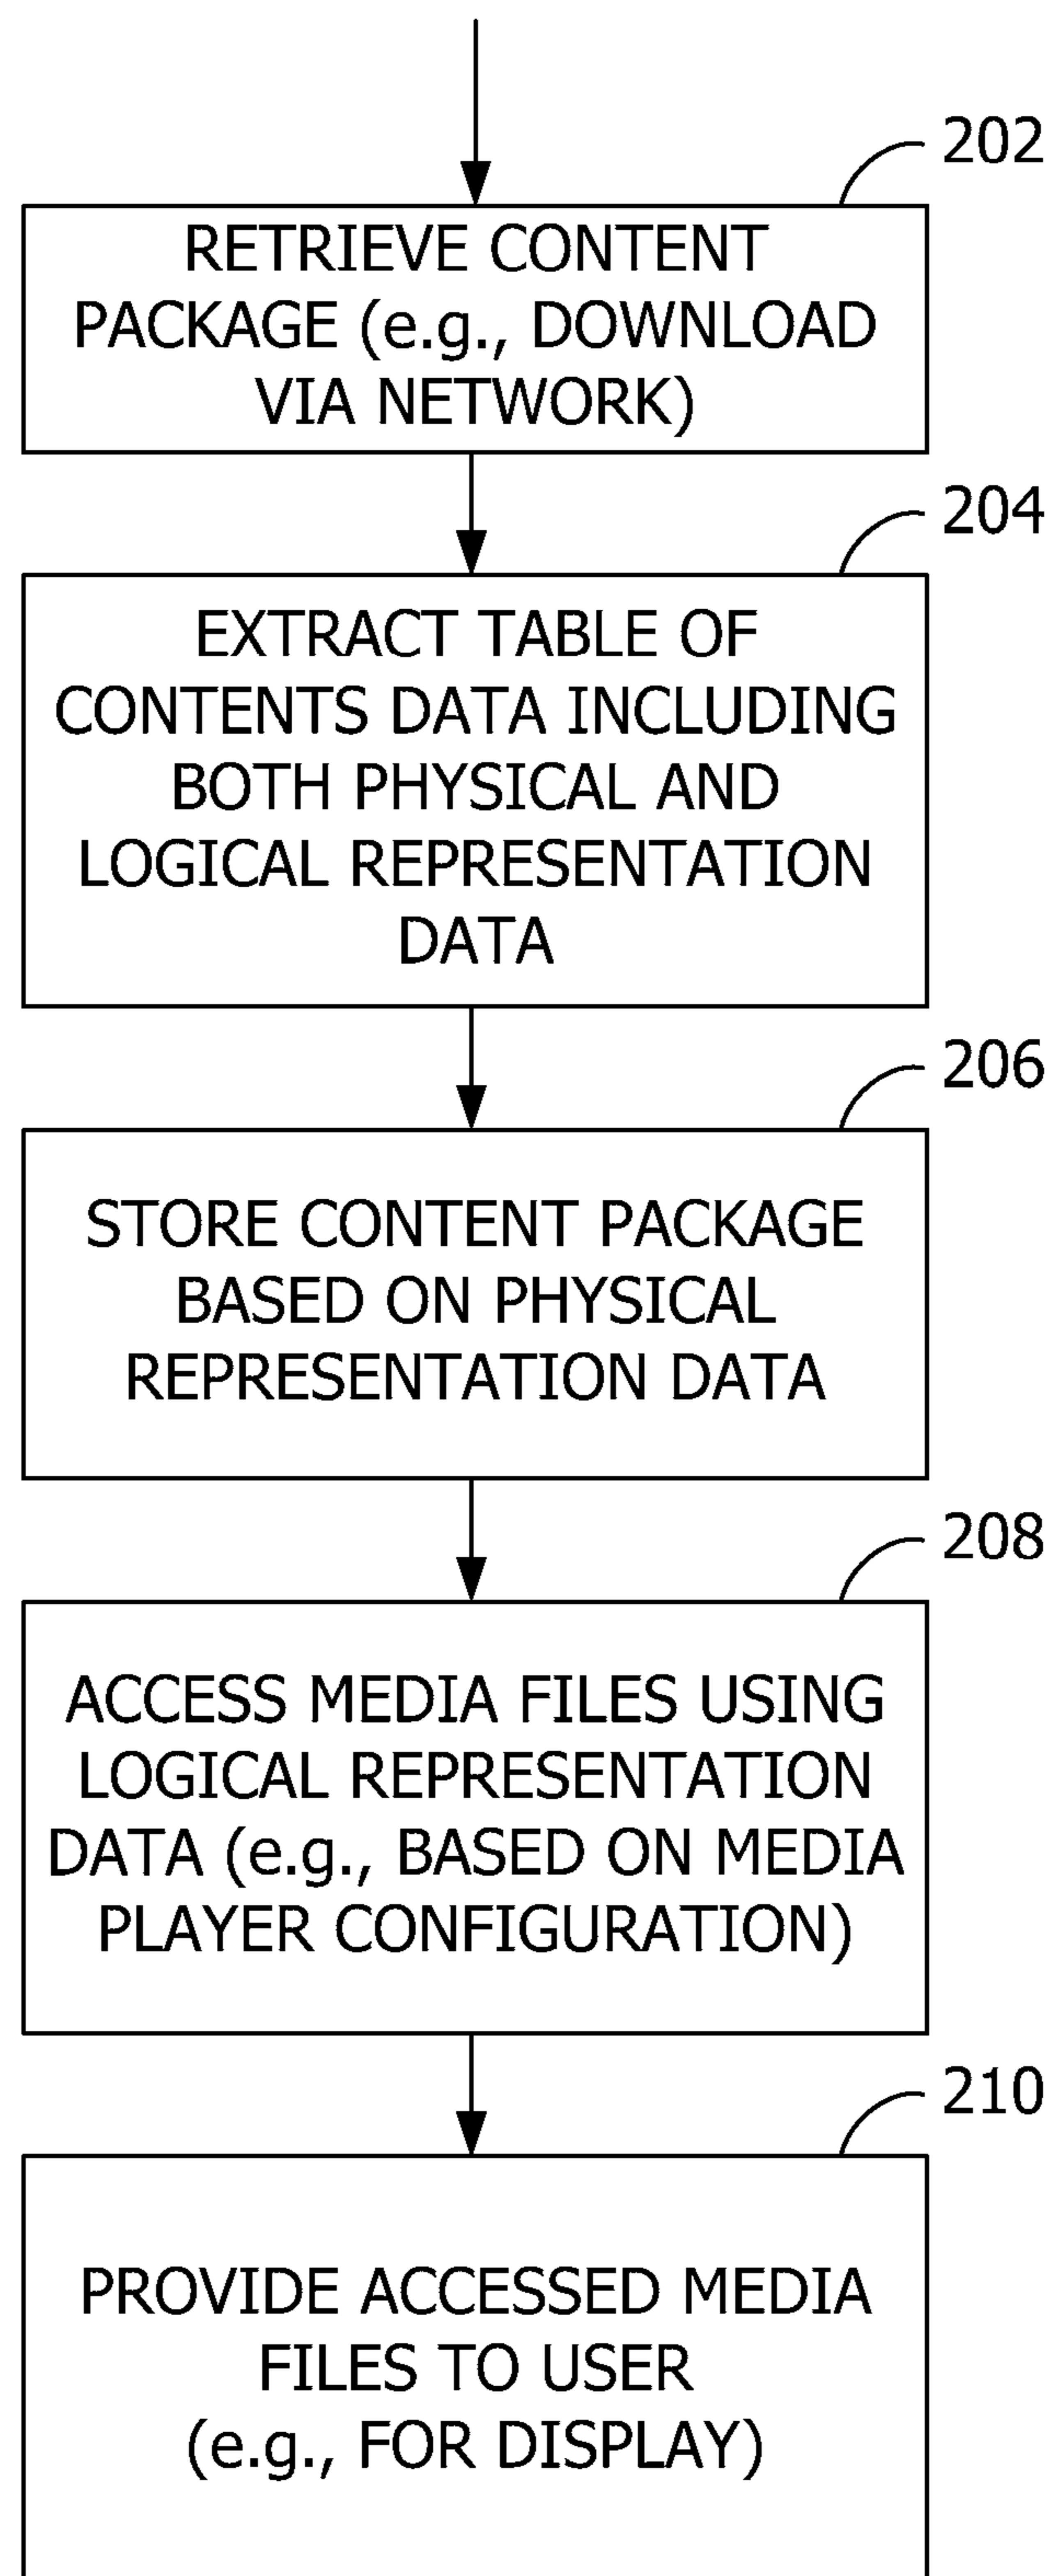 202
RETRIEVE CONTENT
PACKAGE (e.g., DOWNLOAD
VIA NETWORK)
204
EXTRACT TABLE OF
CONTENTS DATA INCLUDING
BOTH PHYSICAL AND
LOGICAL REPRESENTATION
DATA
206
STORE CONTENT PACKAGE
BASED ON PHYSICAL
REPRESENTATION DATA
208
ACCESS MEDIA FILES USING
LOGICAL REPRESENTATION
DATA (e.g., BASED ON MEDIA
PLAYER CONFIGURATION)
210
PROVIDE ACCESSED MEDIA
FILES TO USER
(e.g., FOR DISPLAY)